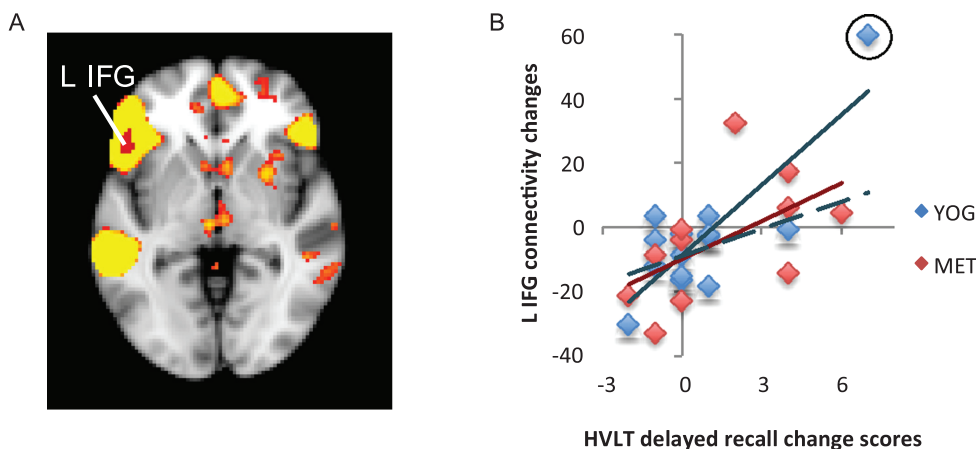 A
L IFG
B
L IFG connectivity changes
60
40
20
0
-20
-40
-3
0
3
6
HVLT delayed recall change scores
YOG
MET